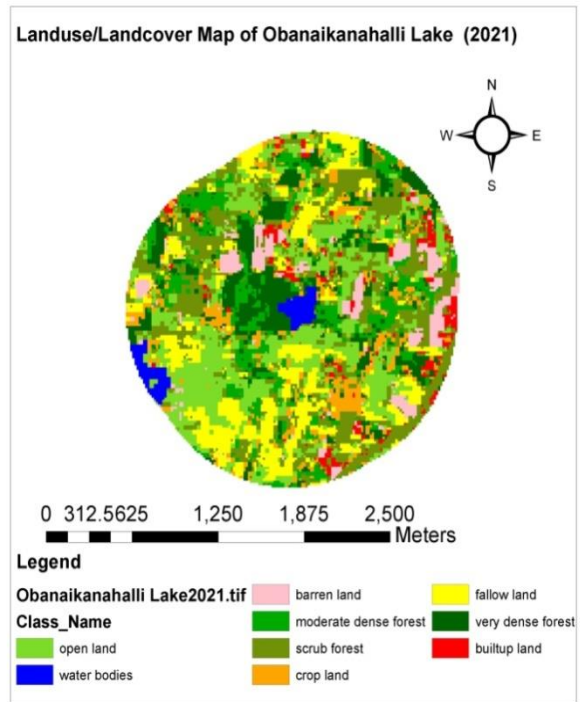 Landuse/Landcover Map of Obanaikanahalli Lake (2021)
N
W E
S
0 312.5625 1,250 1,875 2,500
Meters
Legend
Obanaikanahalli Lake2021.tif
Class_Name
open land
water bodies
barren land
moderate dense forest
scrub forest
crop land
fallow land
very dense forest
builtup land